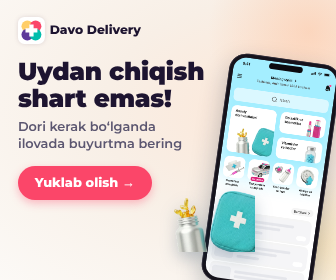 Davo Delivery
Uydan chiqish
shart emas!
Dori kerak bo‘lganda
ilovada buyurtma bering
Yuklab olish →